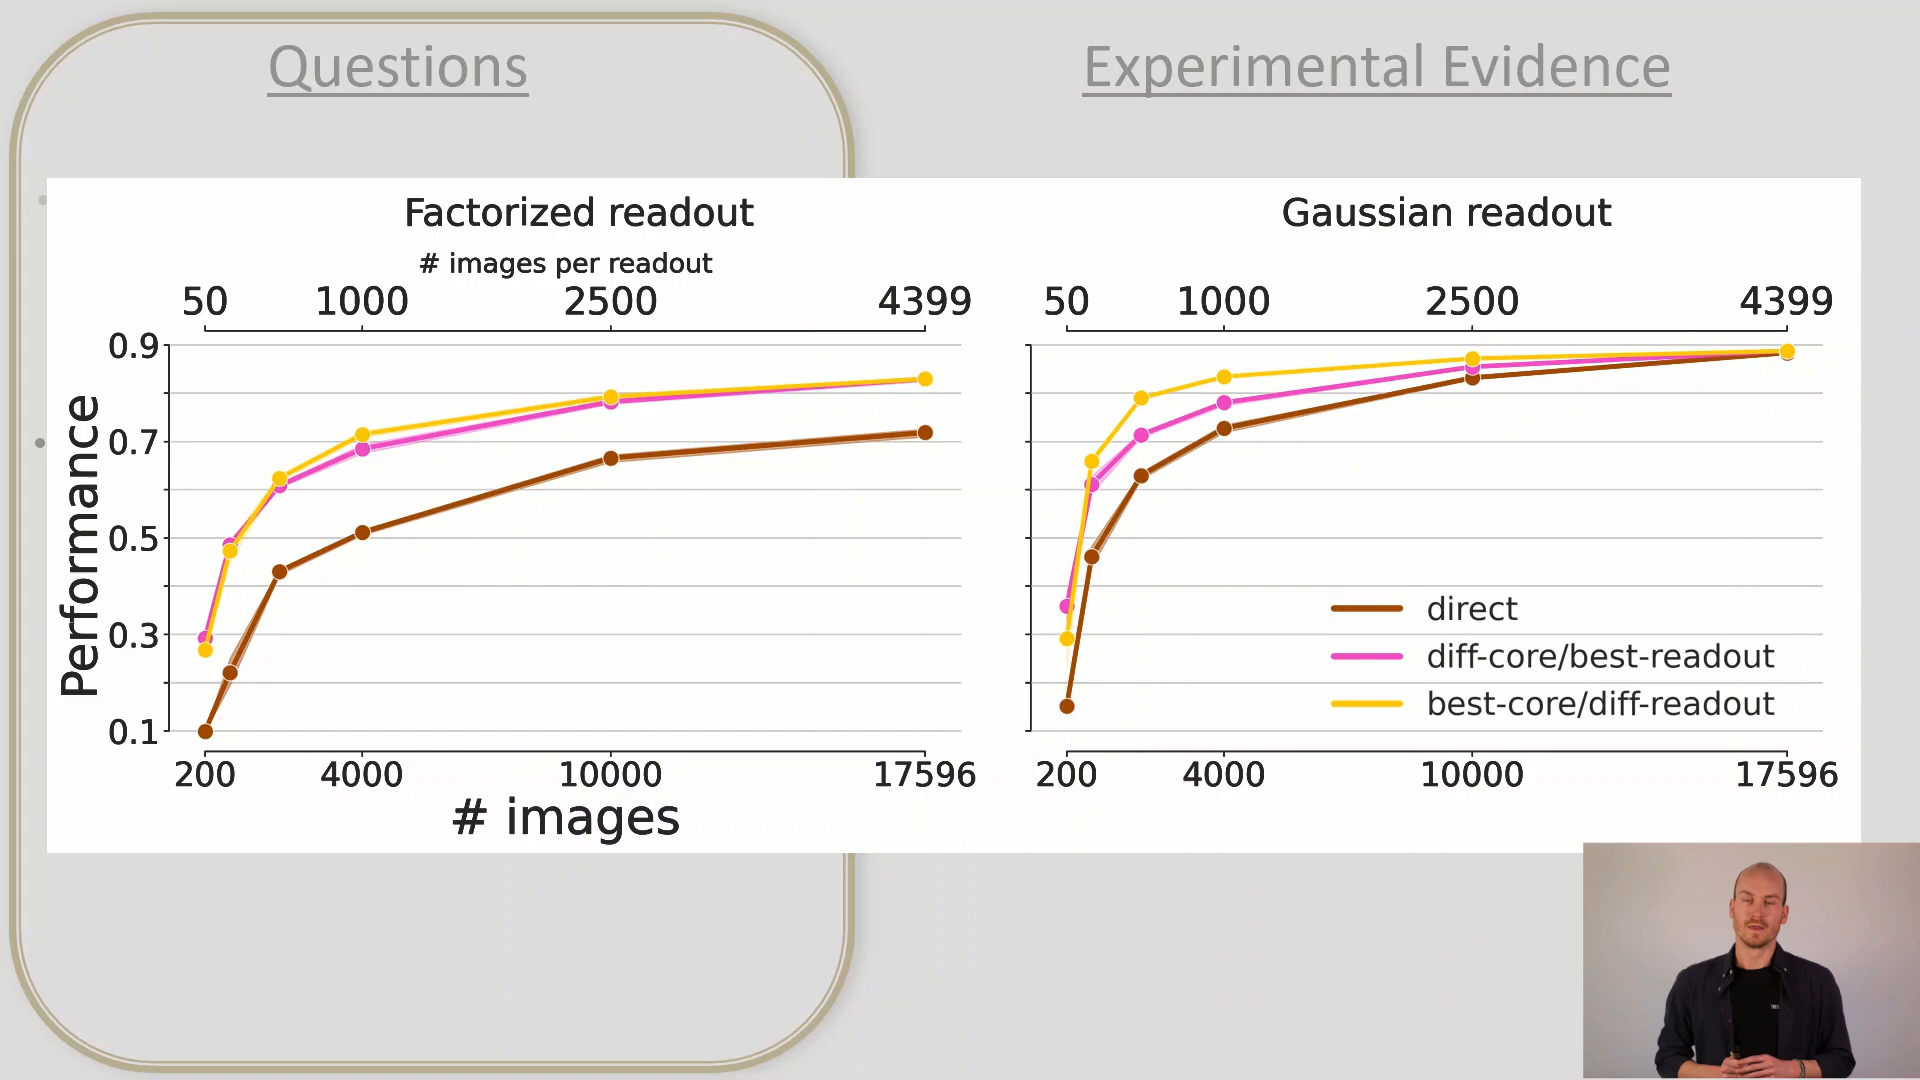 Questions
Experimental Evidence
Factorized readout
# images per readout
50 1000 2500 4399
0.9
0.7
0.5
0.3
0.1
Performance
200 4000 10000 17596
# images
Gaussian readout
50 1000 2500 4399
direct
diff-core/best-readout
best-core/diff-readout
200 4000 10000 17596